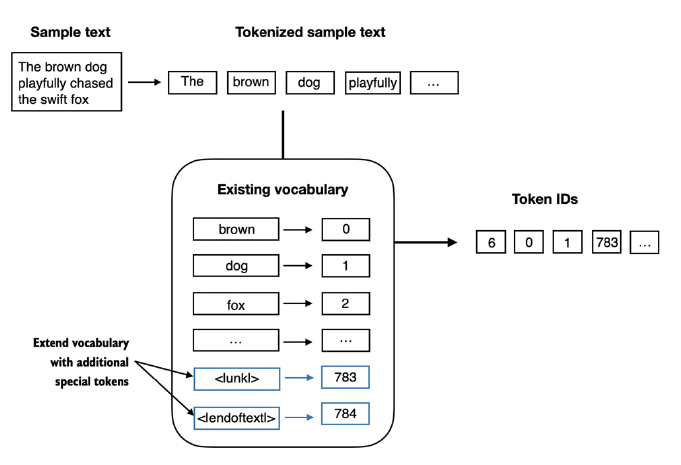 Sample text
Tokenized sample text
The brown dog
playfully chased
the swift fox
The
brown
dog
playfully
...
Existing vocabulary
brown
0
dog
1
fox
2
...
...
<|unk|>
783
<|endoftext|>
784
Extend vocabulary
with additional
special tokens
Token IDs
6
0
1
783
...